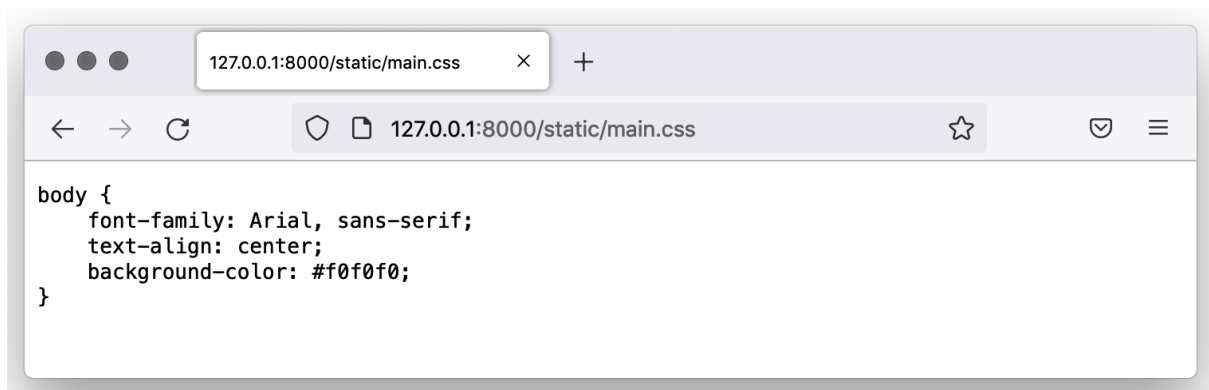 127.0.0.1:8000/static/main.css
127.0.0.1:8000/static/main.css
body {
    font-family: Arial, sans-serif;
    text-align: center;
    background-color: #f0f0f0;
}